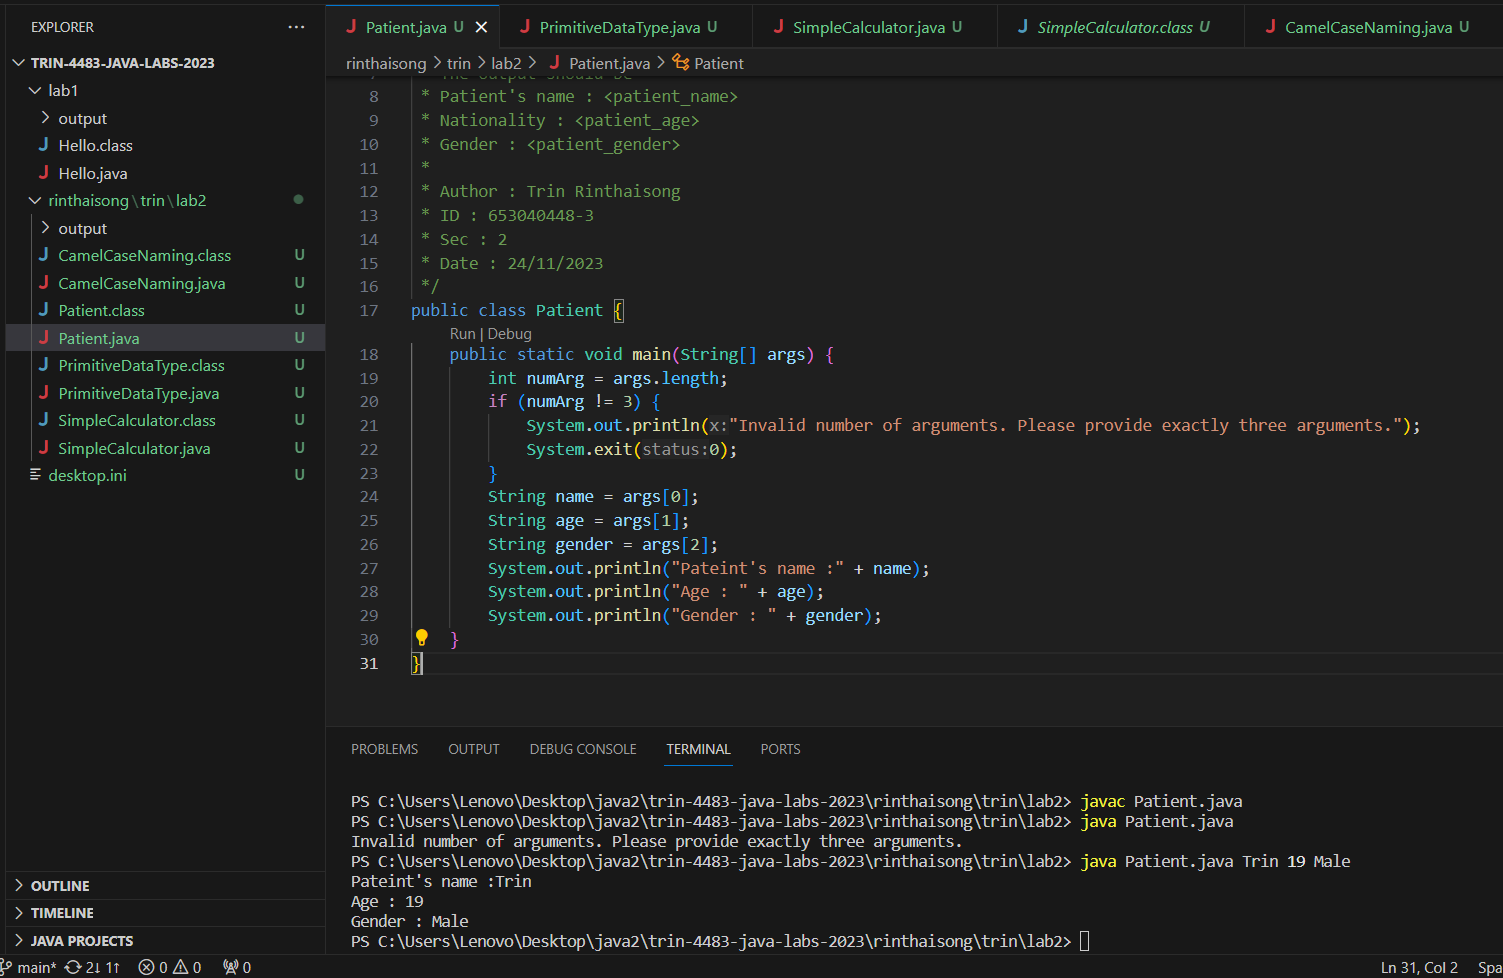 EXPLORER ...
TRIN-4483-JAVA-LABS-2023
lab1
output
J Hello.class
J Hello.java
rinthaisong\trin\lab2
output
J CamelCaseNaming.class U
J CamelCaseNaming.java U
J Patient.class U
J Patient.java U
J PrimitiveDataType.class U
J PrimitiveDataType.java U
J SimpleCalculator.class U
J SimpleCalculator.java U
desktop.ini U
OUTLINE
TIMELINE
JAVA PROJECTS
J Patient.java U J PrimitiveDataType.java U J SimpleCalculator.java U J SimpleCalculator.class U J CamelCaseNaming.java U
rinthaisong > trin > lab2 > J Patient.java > Patient
7 * The output should be
8 * Patient's name : <patient_name>
9 * Nationality : <patient_age>
10 * Gender : <patient_gender>
11 *
12 * Author : Trin Rinthaisong
13 * ID : 653040448-3
14 * Sec : 2
15 * Date : 24/11/2023
16 */
17 public class Patient {
Run | Debug
18 public static void main(String[] args) {
19 int numArg = args.length;
20 if (numArg != 3) {
21 System.out.println(x:"Invalid number of arguments. Please provide exactly three arguments.");
22 System.exit(status:0);
23 }
24 String name = args[0];
25 String age = args[1];
26 String gender = args[2];
27 System.out.println("Pateint's name :" + name);
28 System.out.println("Age : " + age);
29 System.out.println("Gender : " + gender);
30 }
31 }
PROBLEMS OUTPUT DEBUG CONSOLE TERMINAL PORTS
PS C:\Users\Lenovo\Desktop\java2\trin-4483-java-labs-2023\rinthaisong\trin\lab2> javac Patient.java
PS C:\Users\Lenovo\Desktop\java2\trin-4483-java-labs-2023\rinthaisong\trin\lab2> java Patient.java
Invalid number of arguments. Please provide exactly three arguments.
PS C:\Users\Lenovo\Desktop\java2\trin-4483-java-labs-2023\rinthaisong\trin\lab2> java Patient.java Trin 19 Male
Pateint's name :Trin
Age : 19
Gender : Male
PS C:\Users\Lenovo\Desktop\java2\trin-4483-java-labs-2023\rinthaisong\trin\lab2>
main* 2↓ 1↑ 0 0 0 Ln 31, Col 2 Spa